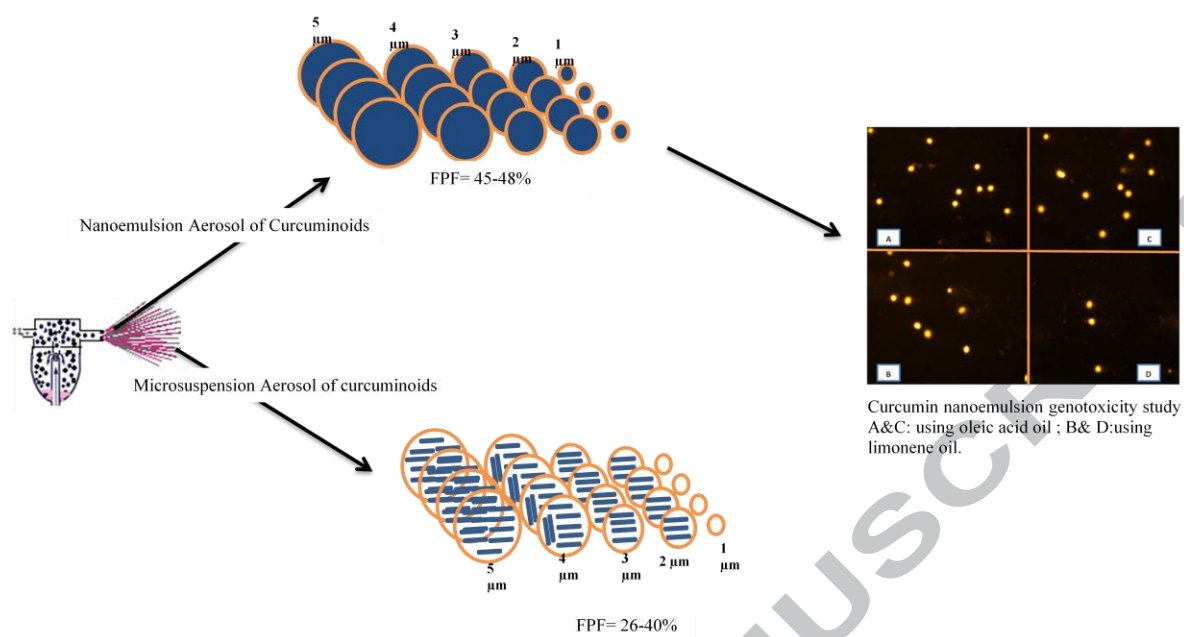 5
µm
4
µm
3
µm
2
µm
1
µm
FPF= 45-48%
Nanoemulsion Aerosol of Curcuminoids
A
C
B
D
Microsuspension Aerosol of curcuminoids
Curcumin nanoemulsion genotoxicity study
A&C: using oleic acid oil ; B& D:using
limonene oil.
5
µm
4
µm
3
µm
2 µm
1
µm
FPF= 26-40%
USCR